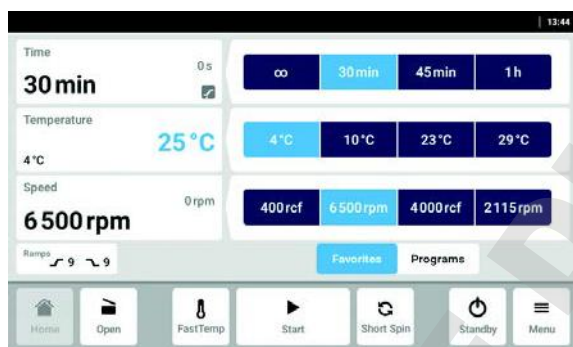 13:44
Time
0 s
30 min
∞
30 min
45 min
1 h
Temperature
25 °C
4 °C
4 °C
10 °C
23 °C
29 °C
Speed
0 rpm
6 500 rpm
400 rcf
6 500 rpm
4000 rcf
2115 rpm
Ramps
9
9
Favorites
Programs
Home
Open
FastTemp
Start
Short Spin
Standby
Menu